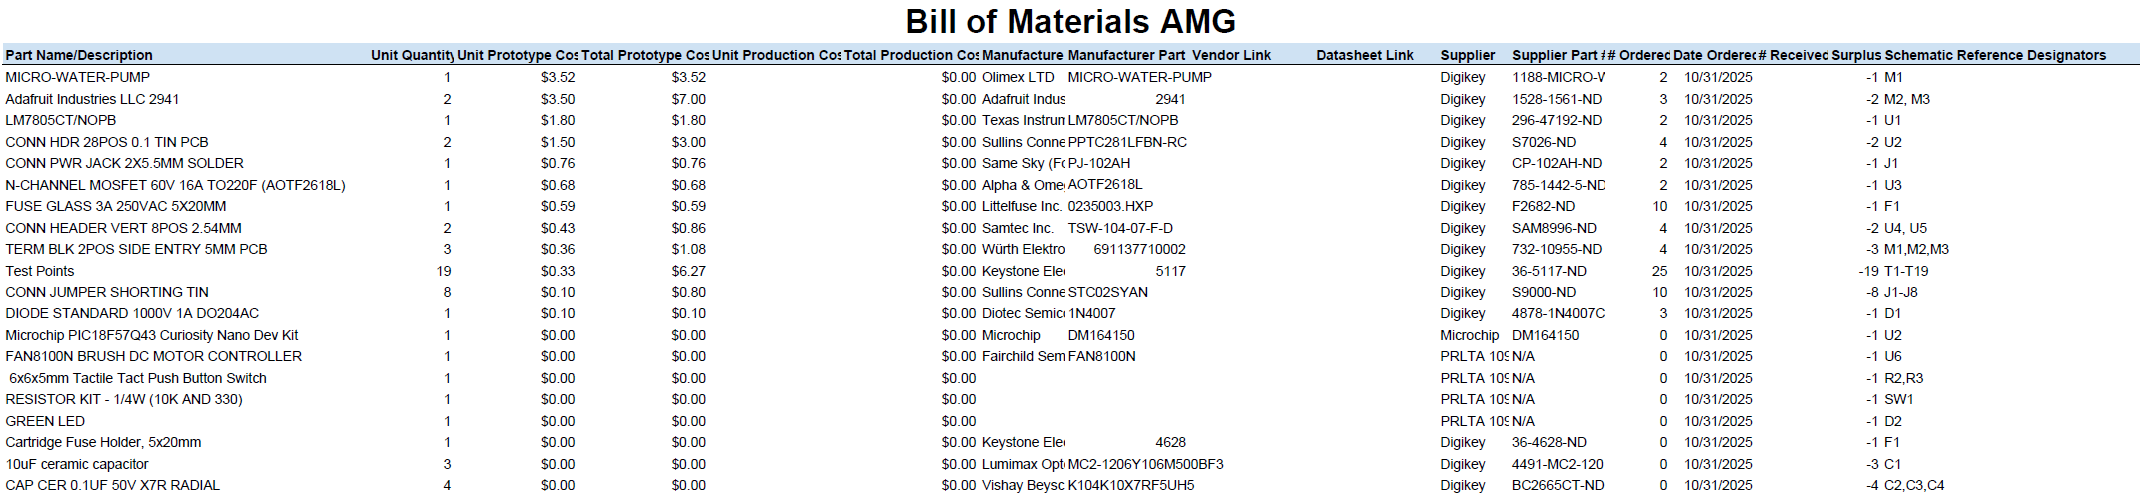 Bill of Materials AMG
Part Name/Description Unit Quantity Unit Prototype Cos Total Prototype Cos Unit Production Cos Total Production Cos Manufacture Manufacturer Part Vendor Link Datasheet Link Supplier Supplier Part # # Ordered Date Ordered # Received Surplus Schematic Reference Designators
MICRO-WATER-PUMP 1 $3.52 $3.52 $0.00 Olimex LTD MICRO-WATER-PUMP Digikey 1188-MICRO-W 2 10/31/2025 -1 M1
Adafruit Industries LLC 2941 2 $3.50 $7.00 $0.00 Adafruit Indus 2941 Digikey 1528-1561-ND 3 10/31/2025 -2 M2, M3
LM7805CT/NOPB 1 $1.80 $1.80 $0.00 Texas Instrum LM7805CT/NOPB Digikey 296-47192-ND 2 10/31/2025 -1 U1
CONN HDR 28POS 0.1 TIN PCB 2 $1.50 $3.00 $0.00 Sullins Conne PPTC281LFBN-RC Digikey S7026-ND 4 10/31/2025 -2 U2
CONN PWR JACK 2X5.5MM SOLDER 1 $0.76 $0.76 $0.00 Same Sky (Fo PJ-102AH Digikey CP-102AH-ND 2 10/31/2025 -1 J1
N-CHANNEL MOSFET 60V 16A TO220F (AOTF2618L) 1 $0.68 $0.68 $0.00 Alpha & Ome AOTF2618L Digikey 785-1442-5-ND 2 10/31/2025 -1 U3
FUSE GLASS 3A 250VAC 5X20MM 1 $0.59 $0.59 $0.00 Littelfuse Inc. 0235003.HXP Digikey F2682-ND 10 10/31/2025 -1 F1
CONN HEADER VERT 8POS 2.54MM 2 $0.43 $0.86 $0.00 Samtec Inc. TSW-104-07-F-D Digikey SAM8996-ND 4 10/31/2025 -2 U4, U5
TERM BLK 2POS SIDE ENTRY 5MM PCB 3 $0.36 $1.08 $0.00 Würth Elektro 691137710002 Digikey 732-10955-ND 4 10/31/2025 -3 M1,M2,M3
Test Points 19 $0.33 $6.27 $0.00 Keystone Elec 5117 Digikey 36-5117-ND 25 10/31/2025 -19 T1-T19
CONN JUMPER SHORTING TIN 8 $0.10 $0.80 $0.00 Sullins Conne STC02SYAN Digikey S9000-ND 10 10/31/2025 -8 J1-J8
DIODE STANDARD 1000V 1A DO204AC 1 $0.10 $0.10 $0.00 Diotec Semic 1N4007 Digikey 4878-1N4007C 3 10/31/2025 -1 D1
Microchip PIC18F57Q43 Curiosity Nano Dev Kit 1 $0.00 $0.00 $0.00 Microchip DM164150 Microchip DM164150 0 10/31/2025 -1 U2
FAN8100N BRUSH DC MOTOR CONTROLLER 1 $0.00 $0.00 $0.00 Fairchild Sem FAN8100N PRLTA 109 N/A 0 10/31/2025 -1 U6
6x6x5mm Tactile Tact Push Button Switch 1 $0.00 $0.00 $0.00 PRLTA 109 N/A 0 10/31/2025 -1 R2,R3
RESISTOR KIT - 1/4W (10K AND 330) 1 $0.00 $0.00 $0.00 PRLTA 109 N/A 0 10/31/2025 -1 SW1
GREEN LED 1 $0.00 $0.00 $0.00 PRLTA 109 N/A 0 10/31/2025 -1 D2
Cartridge Fuse Holder, 5x20mm 1 $0.00 $0.00 $0.00 Keystone Elec 4628 Digikey 36-4628-ND 0 10/31/2025 -1 F1
10uF ceramic capacitor 3 $0.00 $0.00 $0.00 Lumimax Opt MC2-1206Y106M500BF3 Digikey 4491-MC2-120 0 10/31/2025 -3 C1
CAP CER 0.1UF 50V X7R RADIAL 4 $0.00 $0.00 $0.00 Vishay Beysc K104K10X7RF5UH5 Digikey BC2665CT-ND 0 10/31/2025 -4 C2,C3,C4